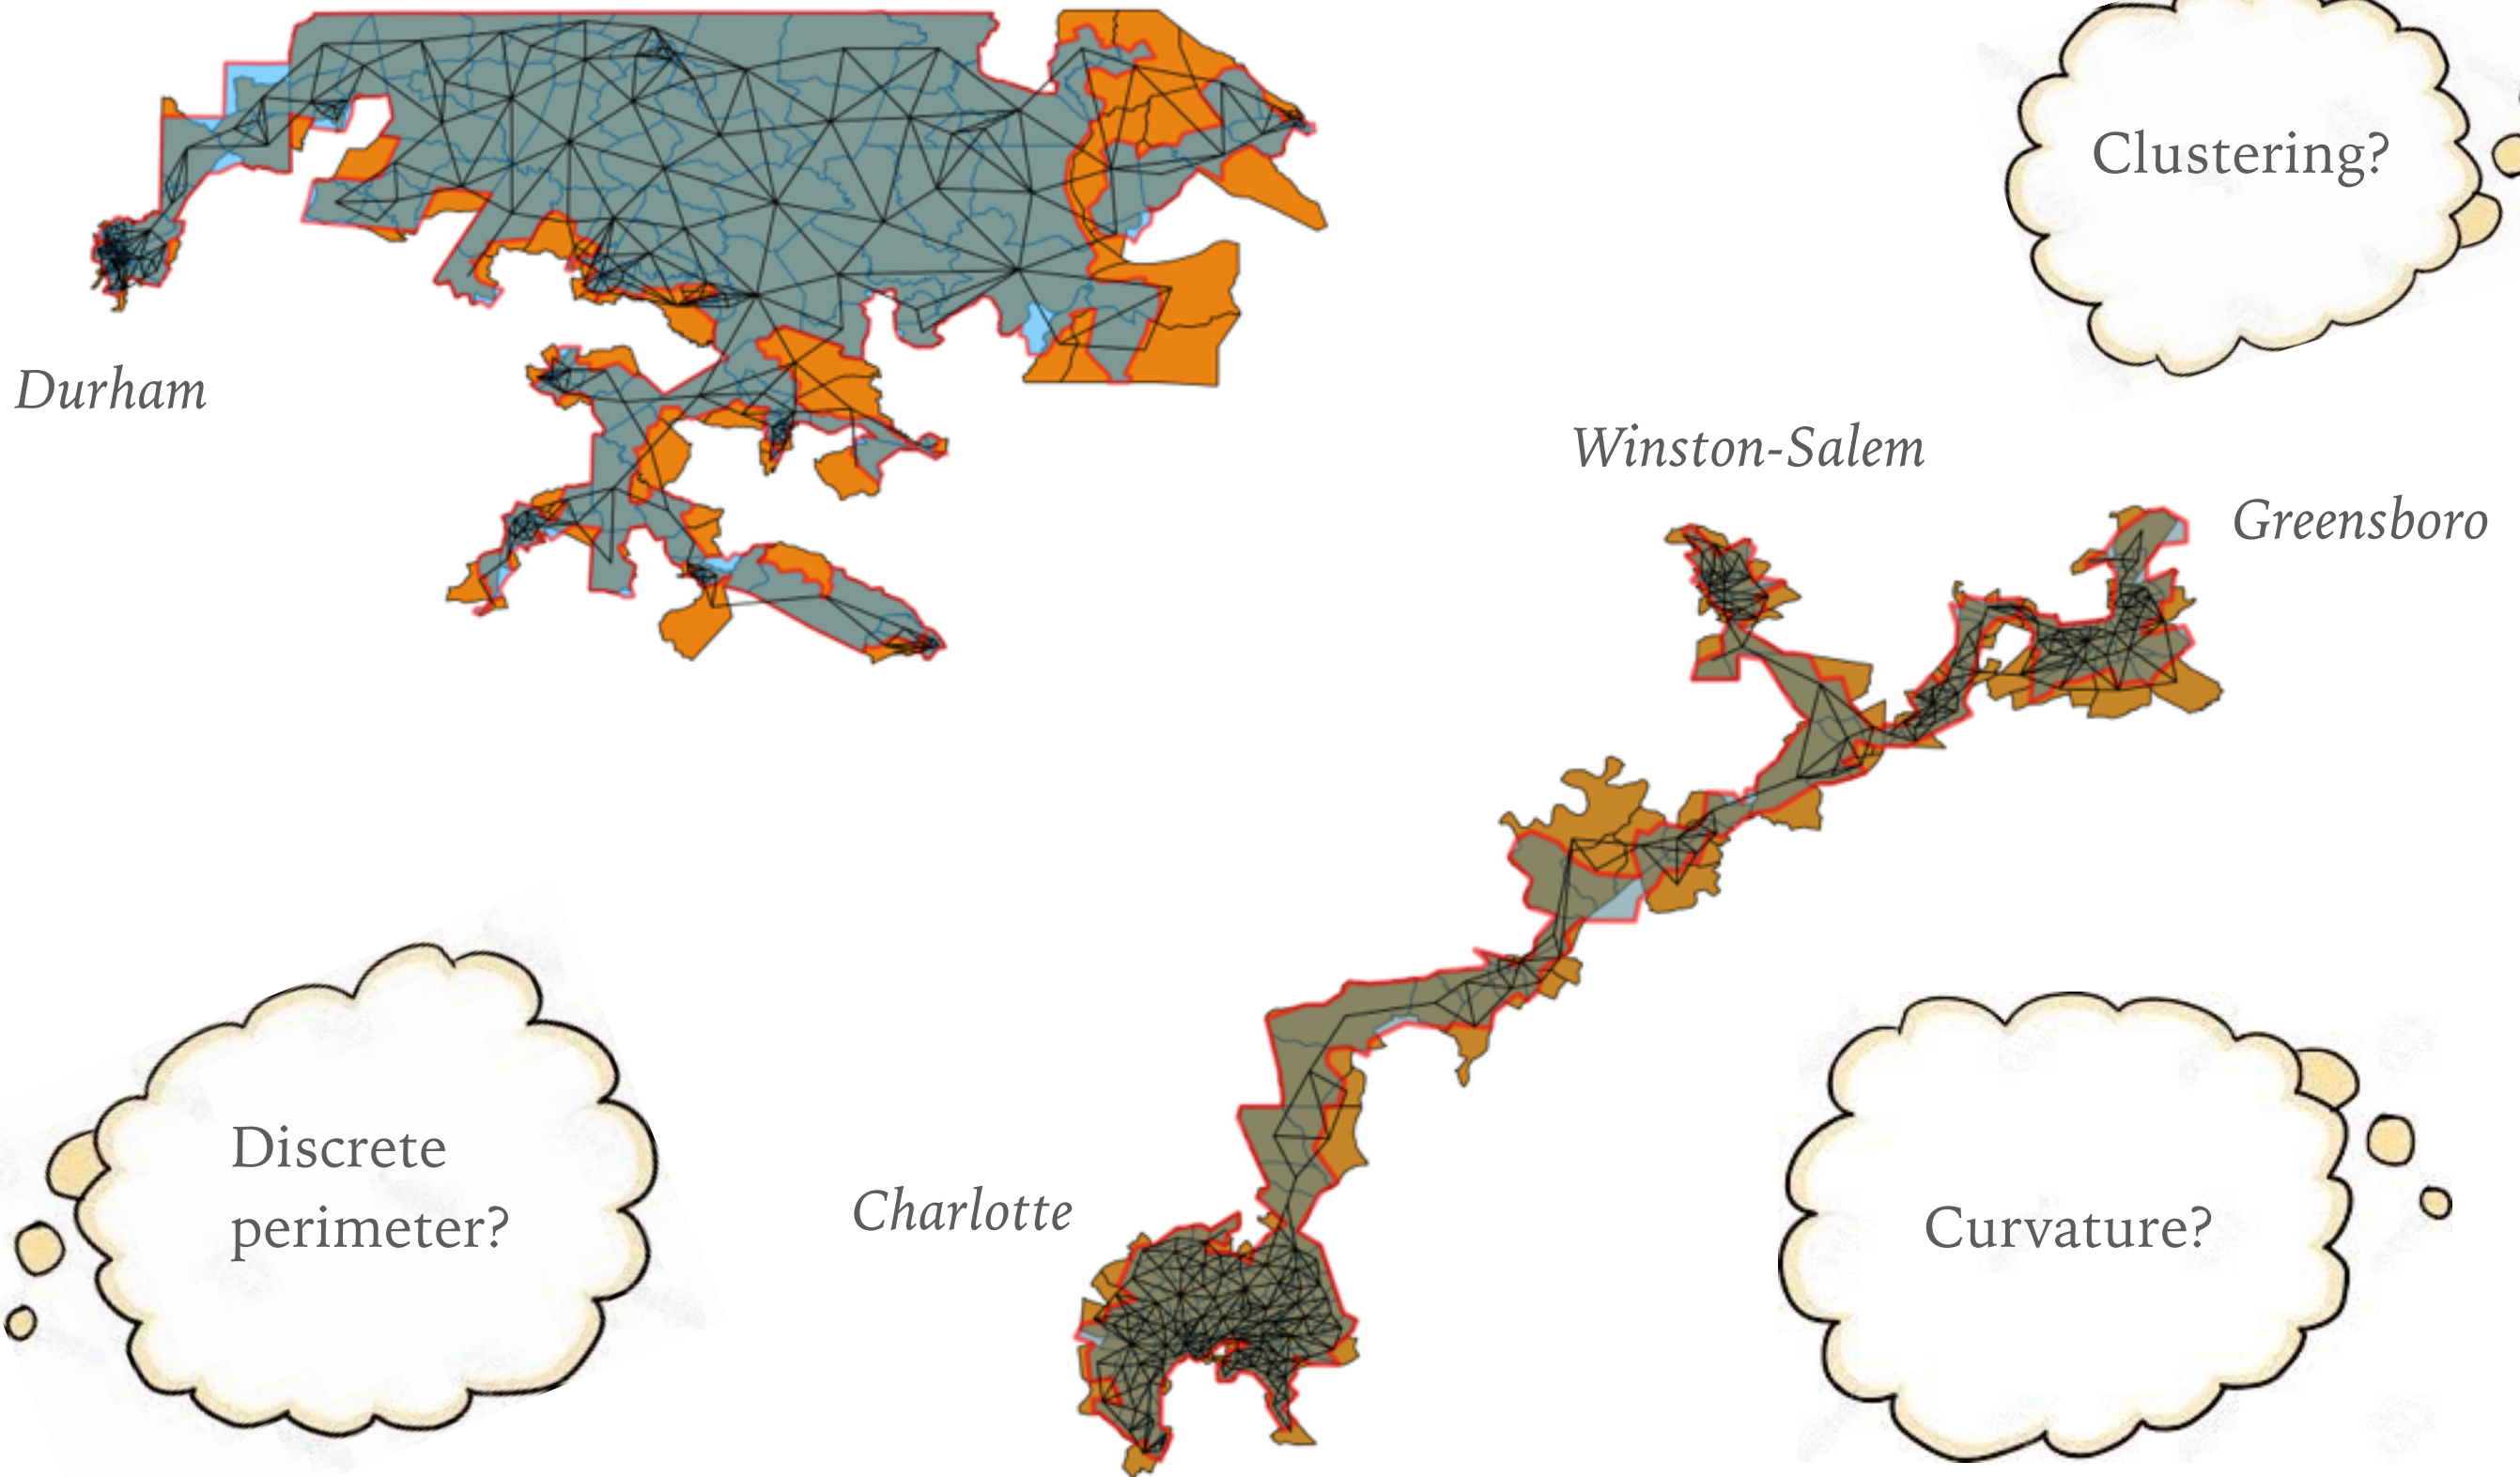 Clustering?
Durham
Winston-Salem
Greensboro
Discrete
perimeter?
Charlotte
Curvature?